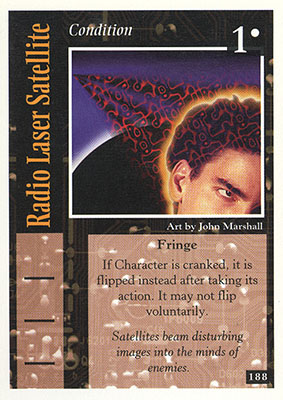 Radio Laser Satellite
Condition
1•
Art by John Marshall
Fringe
If Character is cranked, it is
flipped instead after taking its
action. It may not flip
voluntarily.
Satellites beam disturbing
images into the minds of
enemies.
188